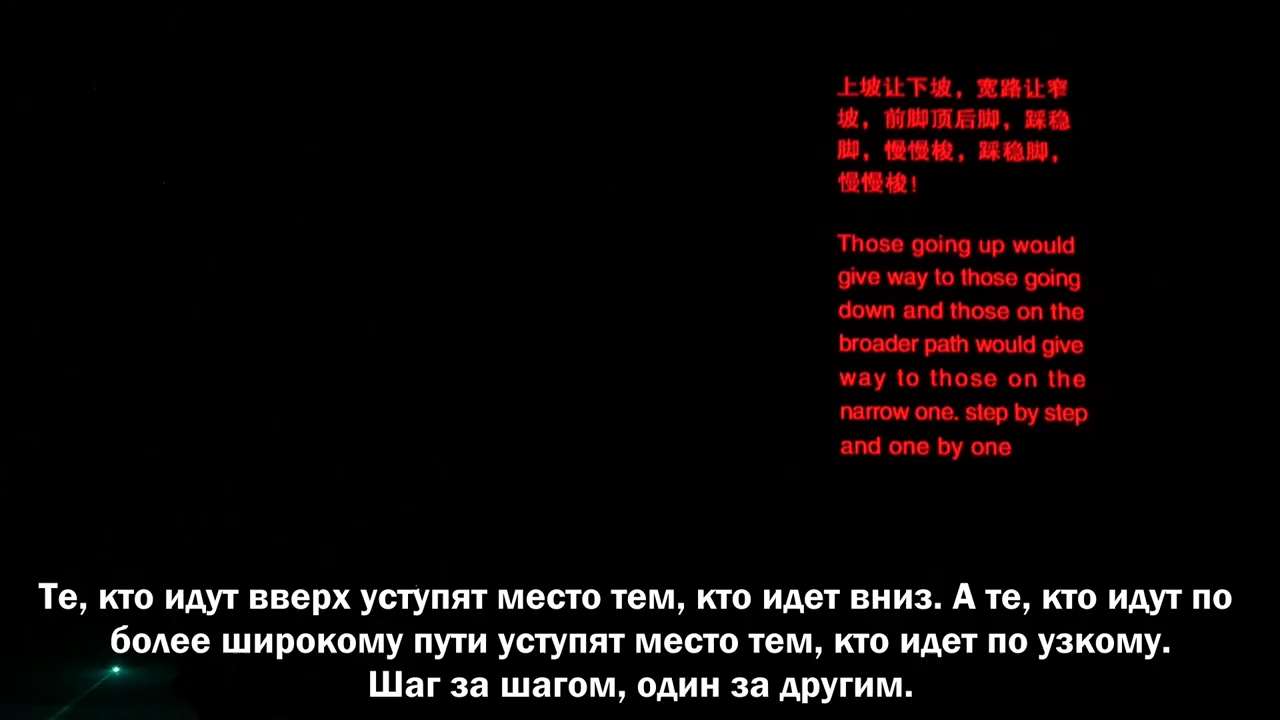 上坡让下坡，宽路让窄
坡，前脚顶后脚，踩稳
脚，慢慢梭，踩稳脚，
慢慢梭！
Those going up would
give way to those going
down and those on the
broader path would give
way to those on the
narrow one. step by step
and one by one
Те, кто идут вверх уступят место тем, кто идет вниз. А те, кто идут по
более широкому пути уступят место тем, кто идет по узкому.
Шаг за шагом, один за другим.